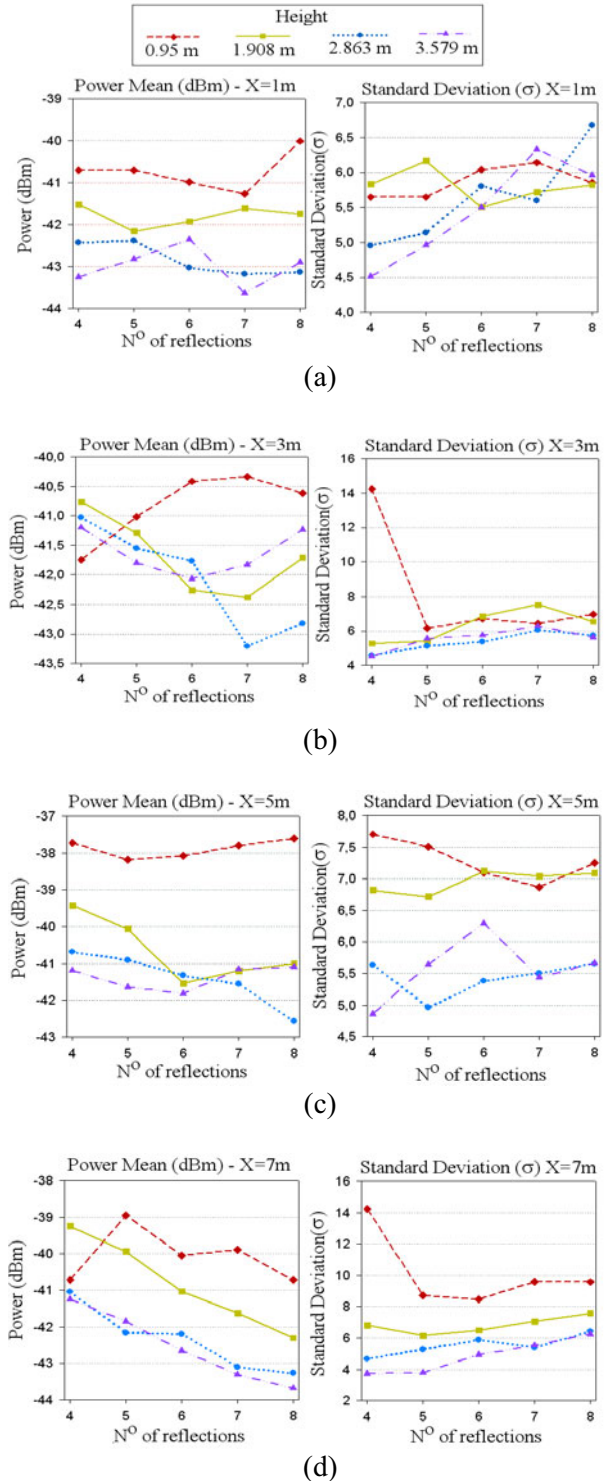 Height
0.95 m 1.908 m 2.863 m 3.579 m
Power Mean (dBm) - X=1m
Power (dBm)
-39
-40
-41
-42
-43
-44
4 5 6 7 8
Nº of reflections
Standard Deviation (σ) X=1m
Standard Deviation(σ)
7,0
6,5
6,0
5,5
5,0
4,5
4,0
4 5 6 7 8
Nº of reflections
(a)
Power Mean (dBm) - X=3m
Power (dBm)
-40,0
-40,5
-41,0
-41,5
-42,0
-42,5
-43,0
-43,5
4 5 6 7 8
Nº of reflections
Standard Deviation (σ) X=3m
Standard Deviation(σ)
16
14
12
10
8
6
4
4 5 6 7 8
Nº of reflections
(b)
Power Mean (dBm) - X=5m
Power (dBm)
-37
-38
-39
-40
-41
-42
-43
4 5 6 7 8
Nº of reflections
Standard Deviation (σ) X=5m
Standard Deviation(σ)
8,0
7,5
7,0
6,5
6,0
5,5
5,0
4,5
4 5 6 7 8
Nº of reflections
(c)
Power Mean (dBm) - X=7m
Power (dBm)
-38
-39
-40
-41
-42
-43
-44
4 5 6 7 8
Nº of reflections
Standard Deviation (σ) X=7m
Standard Deviation(σ)
16
14
12
10
8
6
4
2
4 5 6 7 8
Nº of reflections
(d)